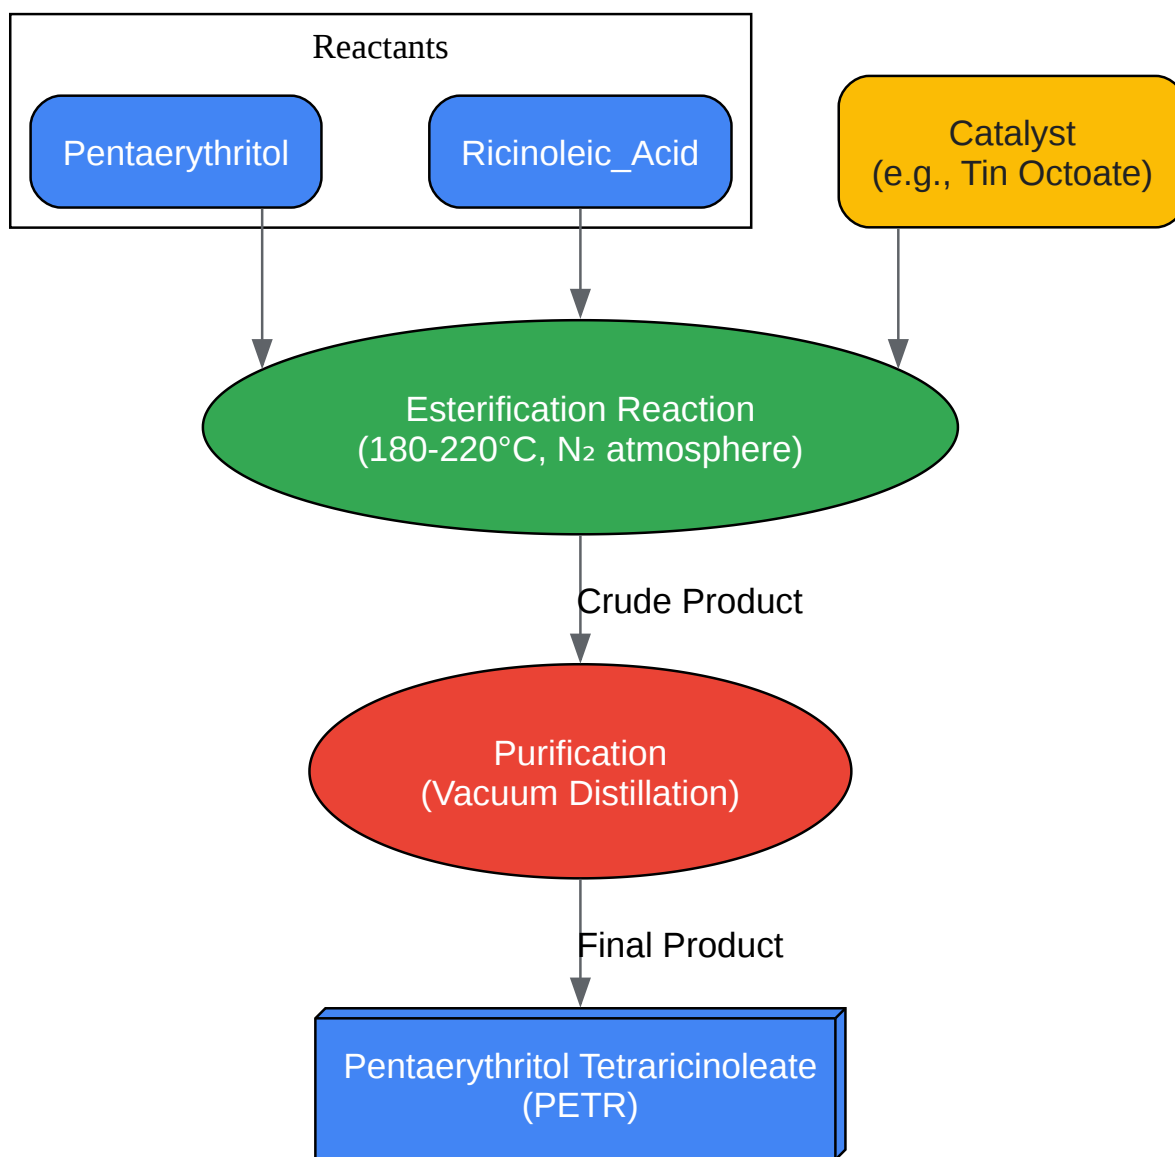 Reactants
Pentaerythritol
Ricinoleic_Acid
Catalyst
(e.g., Tin Octoate)
Esterification Reaction
(180-220°C, N₂ atmosphere)
Crude Product
Purification
(Vacuum Distillation)
Final Product
Pentaerythritol Tetraricinoleate
(PETR)